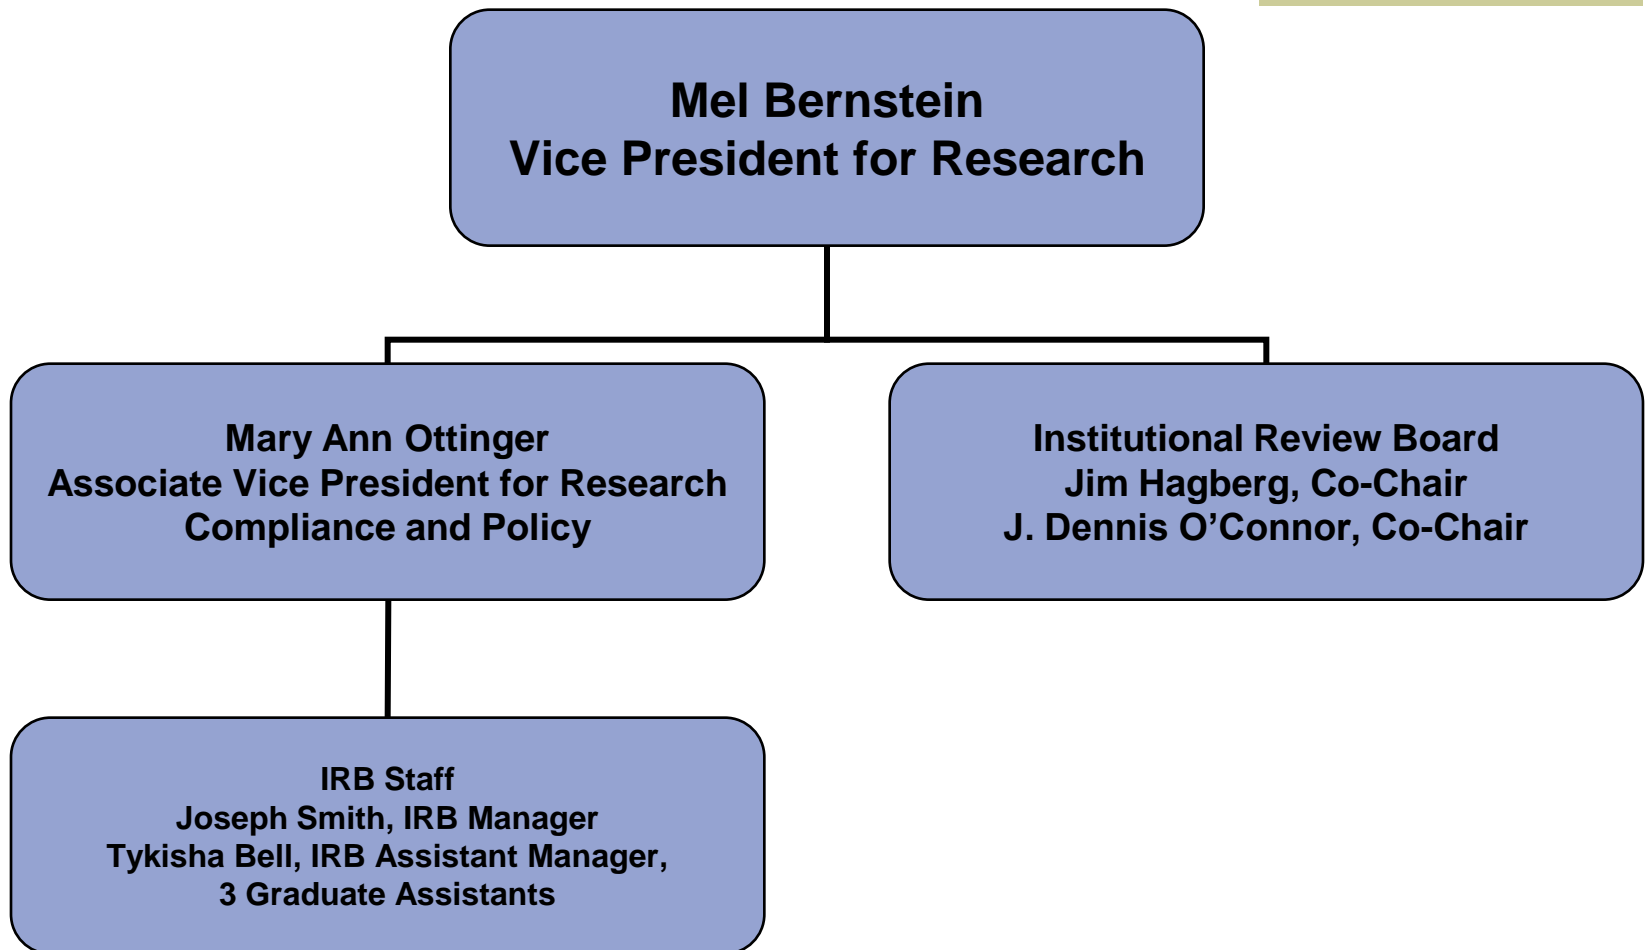 Mel Bernstein
Vice President for Research
Mary Ann Ottinger
Associate Vice President for Research
Compliance and Policy
Institutional Review Board
Jim Hagberg, Co-Chair
J. Dennis O’Connor, Co-Chair
IRB Staff
Joseph Smith, IRB Manager
Tykisha Bell, IRB Assistant Manager,
3 Graduate Assistants